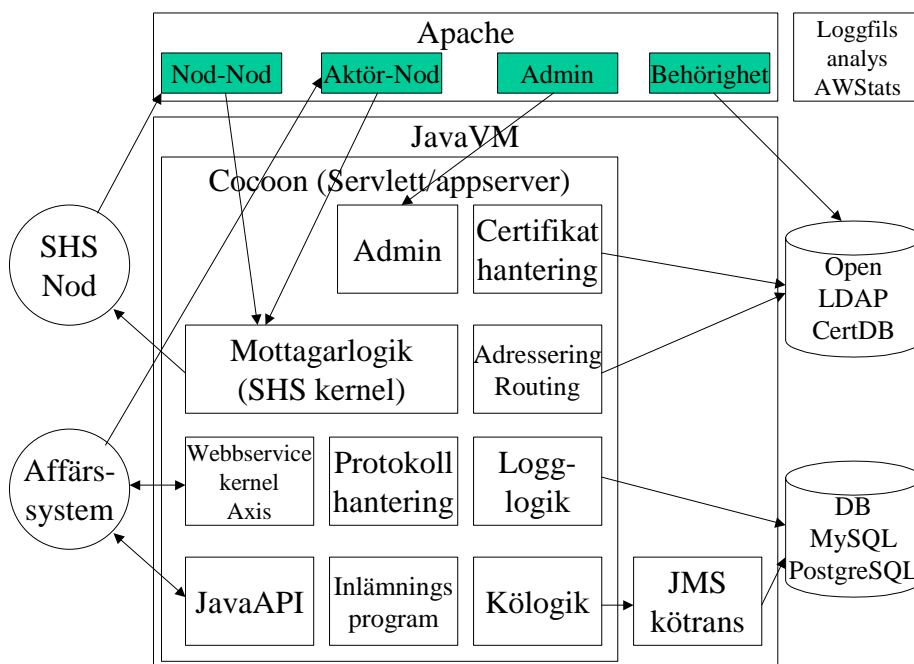 Apache
Nod-Nod
Aktör-Nod
Admin
Behörighet
Loggfils
analys
AWStats
JavaVM
Cocoon (Servlett/appserver)
Admin
Certifikat
hantering
SHS
Nod
Open
LDAP
CertDB
Mottagarlogik
(SHS kernel)
Adressering
Routing
Affärs-
system
Webbservice
kernel
Axis
Protokoll
hantering
Logg-
logik
DB
MySQL
PostgreSQL
JavaAPI
Inlämnings
program
Kölogik
JMS
kötrans